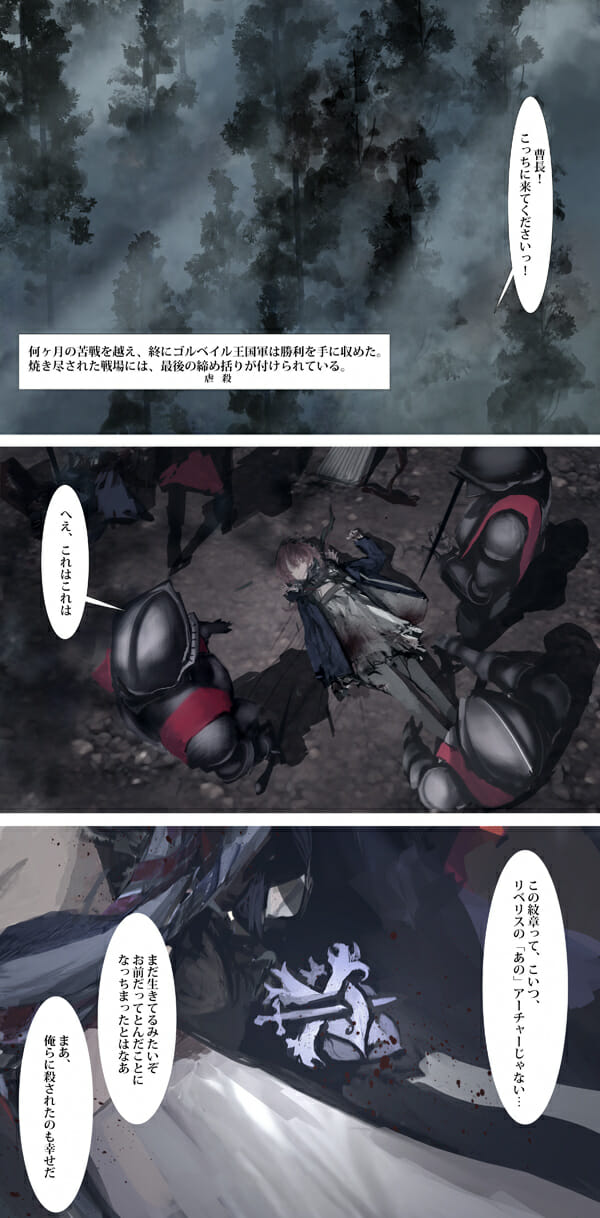 曹長！
こっちに来てくださいっ！
何ヶ月の苦戦を越え、終にゴルベイル王国軍は勝利を手に収めた。
焼き尽された戦場には、最後の締め括りが付けられている。
虐殺
へえ、これはこれは
この紋章って、こいつ、
リベリスの「あの」アーチャーじゃない…
まだ生きてるみたいぞ
お前だってとんだことに
なっちまったとはなあ
まあ、
俺らに殺されたのも幸せだ